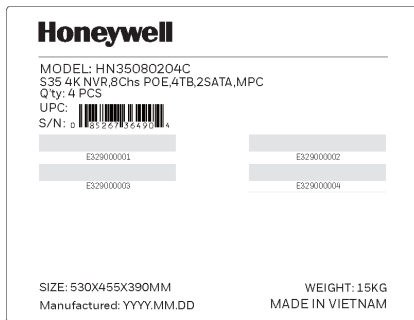 Honeywell
MODEL: HN35080204C
S35 4K NVR,8Chs POE,4TB,2SATA,MPC
Q'ty: 4 PCS
UPC:
S/N: 0 85267 36490 4
E329000001 E329000002
E329000003 E329000004
SIZE: 530X455X390MM WEIGHT: 15KG
Manufactured: YYYY.MM.DD MADE IN VIETNAM